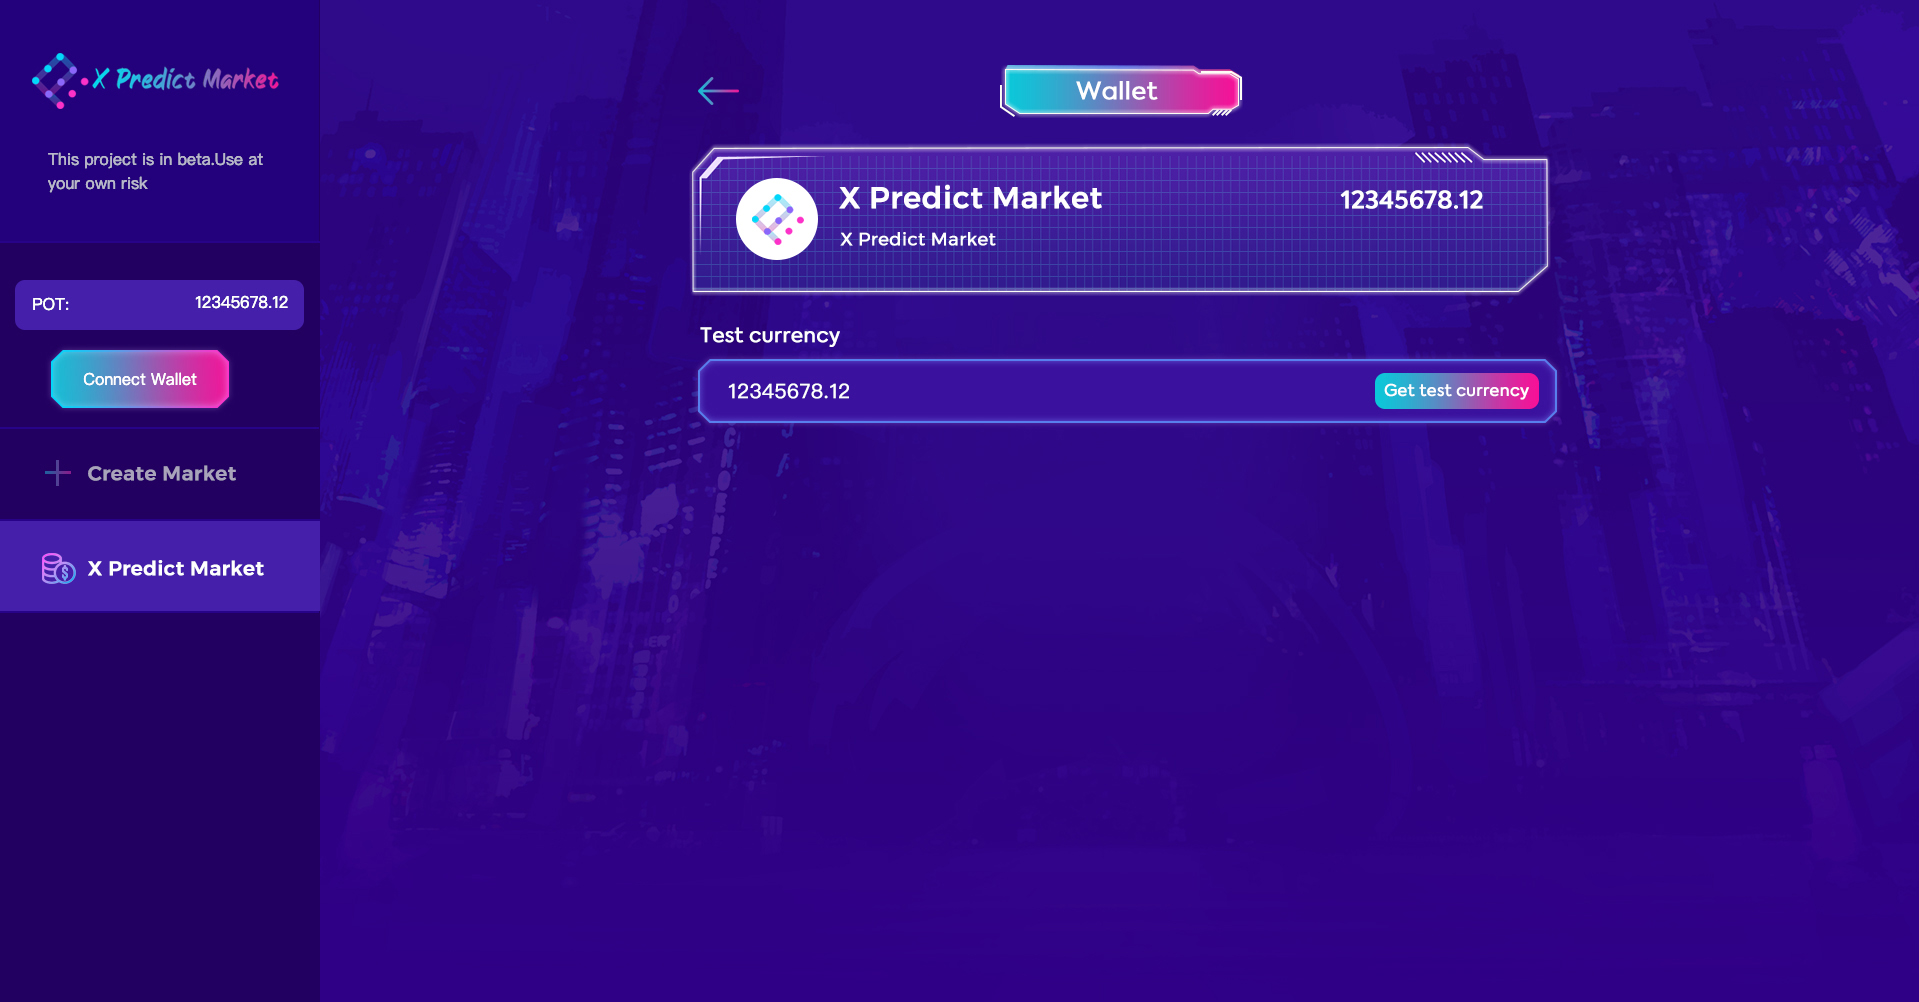 X Predict Market
This project is in beta.Use at
your own risk
POT: 12345678.12
Connect Wallet
Create Market
X Predict Market
Wallet
X Predict Market 12345678.12
X Predict Market
Test currency
12345678.12 Get test currency